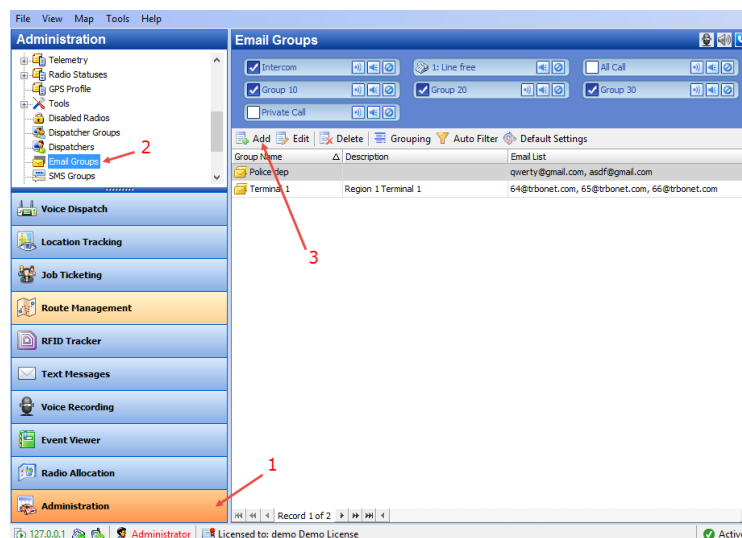 File View Map Tools Help
Administration
Email Groups
Telemetry
Radio Statuses
GPS Profile
Tools
Disabled Radios
Dispatcher Groups
Dispatchers
Email Groups
SMS Groups
2
Intercom
1: Line free
All Call
Group 10
Group 20
Group 30
Private Call
Add Edit Delete Grouping Auto Filter Default Settings
Group Name Description Email List
Police dep qwerty@gmail.com, asdf@gmail.com
Terminal 1 Region 1 Terminal 1 64@trbonet.com, 65@trbonet.com, 66@trbonet.com
3
Voice Dispatch
Location Tracking
Job Ticketing
Route Management
RFID Tracker
Text Messages
Voice Recording
Event Viewer
Radio Allocation
Administration
1
Record 1 of 2
127.0.0.1 Administrator Licensed to: demo Demo License Active